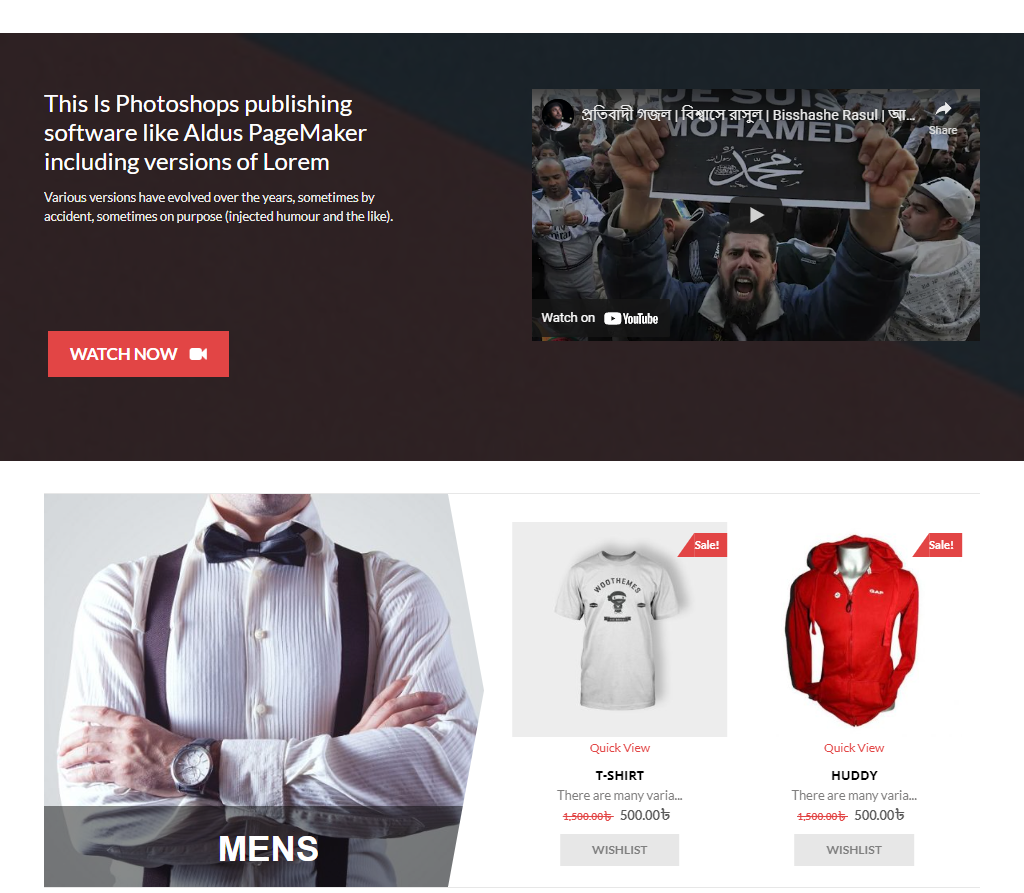 This Is Photoshops publishing
software like Aldus PageMaker
including versions of Lorem
Various versions have evolved over the years, sometimes by
accident, sometimes on purpose (injected humour and the like).
WATCH NOW
JE SUIS
প্রতিবাদী গজল | বিশ্বাসে রাসুল | Bisshashe Rasul | আ...
Share
MOHAMED
محمد
Watch on YouTube
MENS
Sale!
WOOTHEMES
Quick View
T-SHIRT
There are many varia...
1,500.00৳ 500.00৳
WISHLIST
Sale!
GAP
Quick View
HUDDY
There are many varia...
1,500.00৳ 500.00৳
WISHLIST